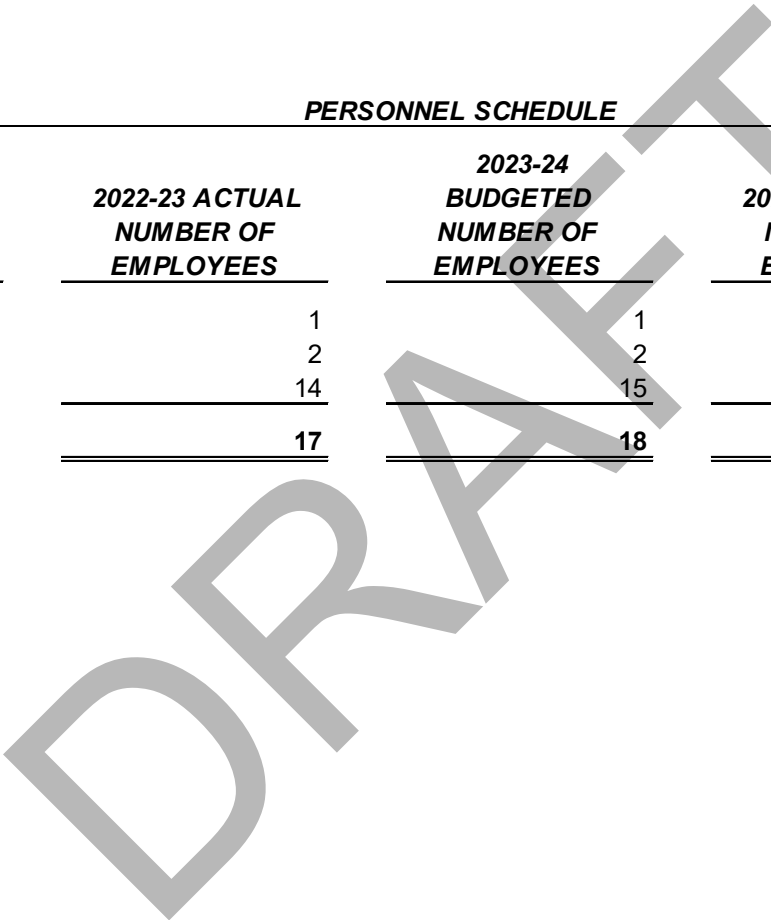 PERSONNEL SCHEDULE
2022-23 ACTUAL
NUMBER OF
EMPLOYEES
2023-24
BUDGETED
NUMBER OF
EMPLOYEES
1 1
2 2
14 15
17 18
DRAFT